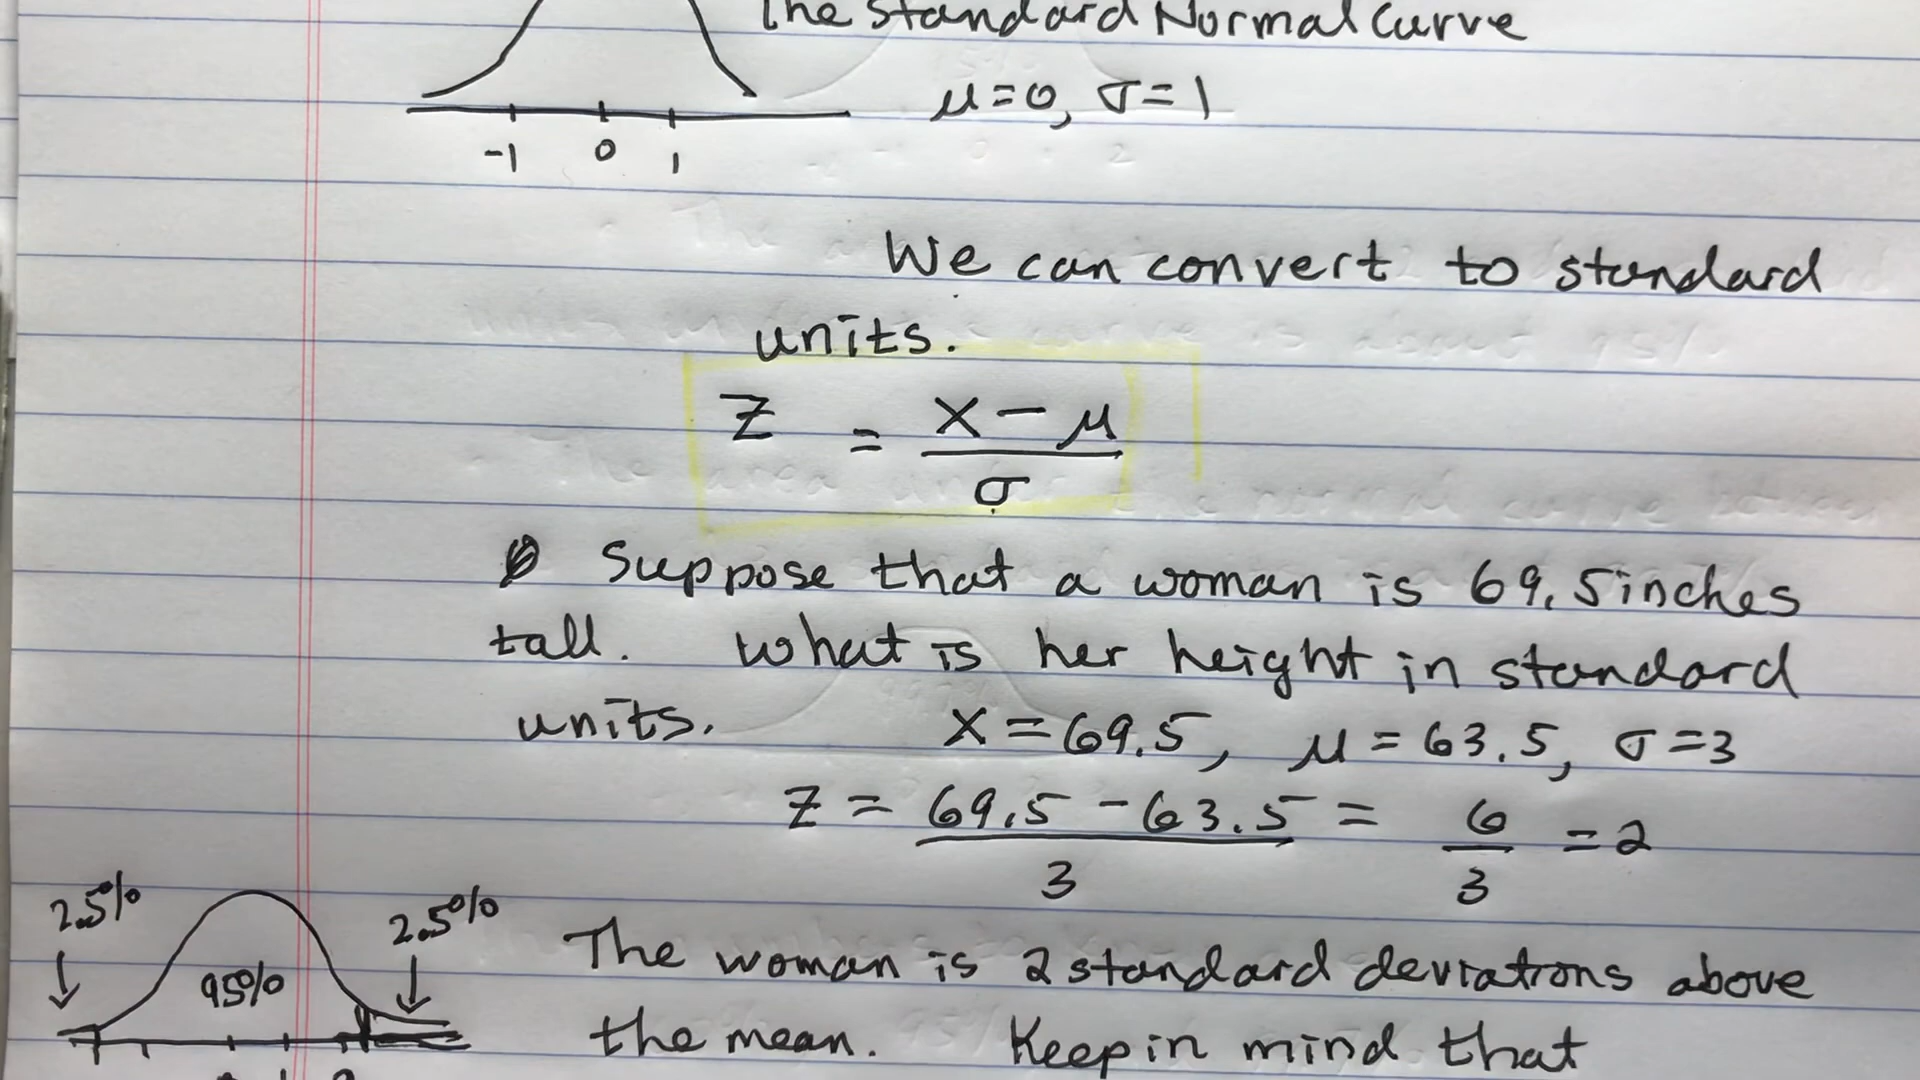 The Standard Normal Curve
μ=0, σ=1
-1 0 1
We can convert to standard
units.
Z = X - μ
σ
Suppose that a woman is 69.5 inches
tall. What is her height in standard
units. X = 69.5, μ = 63.5, σ = 3
Z = 69.5 - 63.5 = 6 = 2
3 3
2.5% 2.5%
95%
The woman is 2 standard deviations above
the mean. Keep in mind that